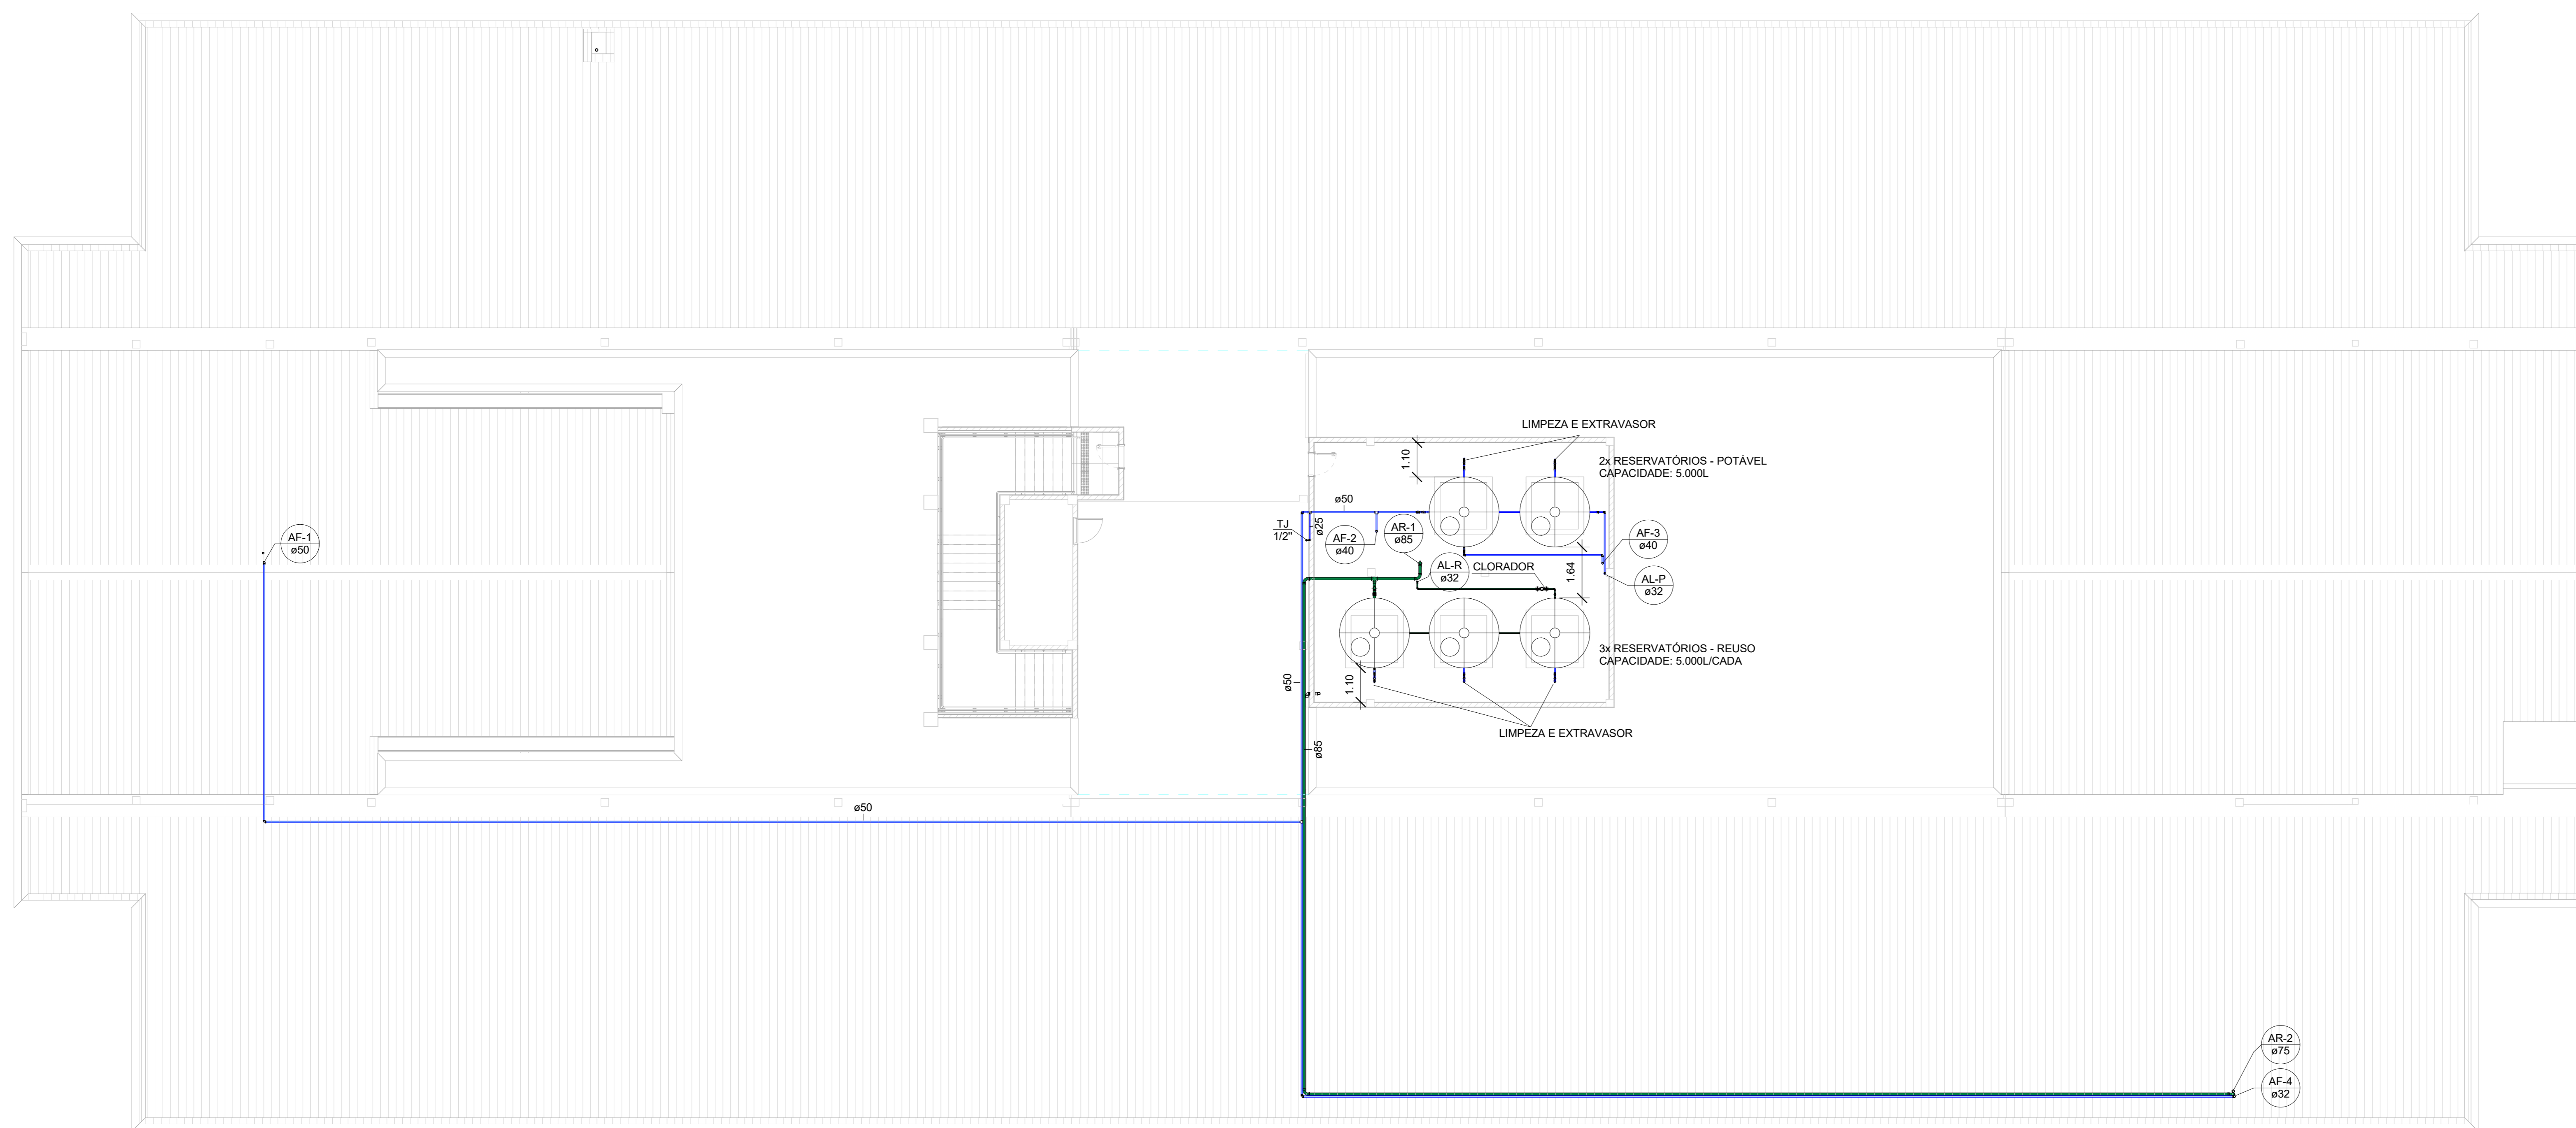 LIMPEZA E EXTRAVASOR
1.10
2x RESERVATÓRIOS - POTÁVEL
CAPACIDADE: 5.000L
ø50
TJ
1/2"
ø25
AF-2
ø40
AR-1
ø85
AF-1
ø50
AF-3
ø40
AL-R
ø32
CLORADOR
1.64
AL-P
ø32
3x RESERVATÓRIOS - REUSO
CAPACIDADE: 5.000L/CADA
1.10
ø50
LIMPEZA E EXTRAVASOR
ø85
ø50
AR-2
ø75
AF-4
ø32